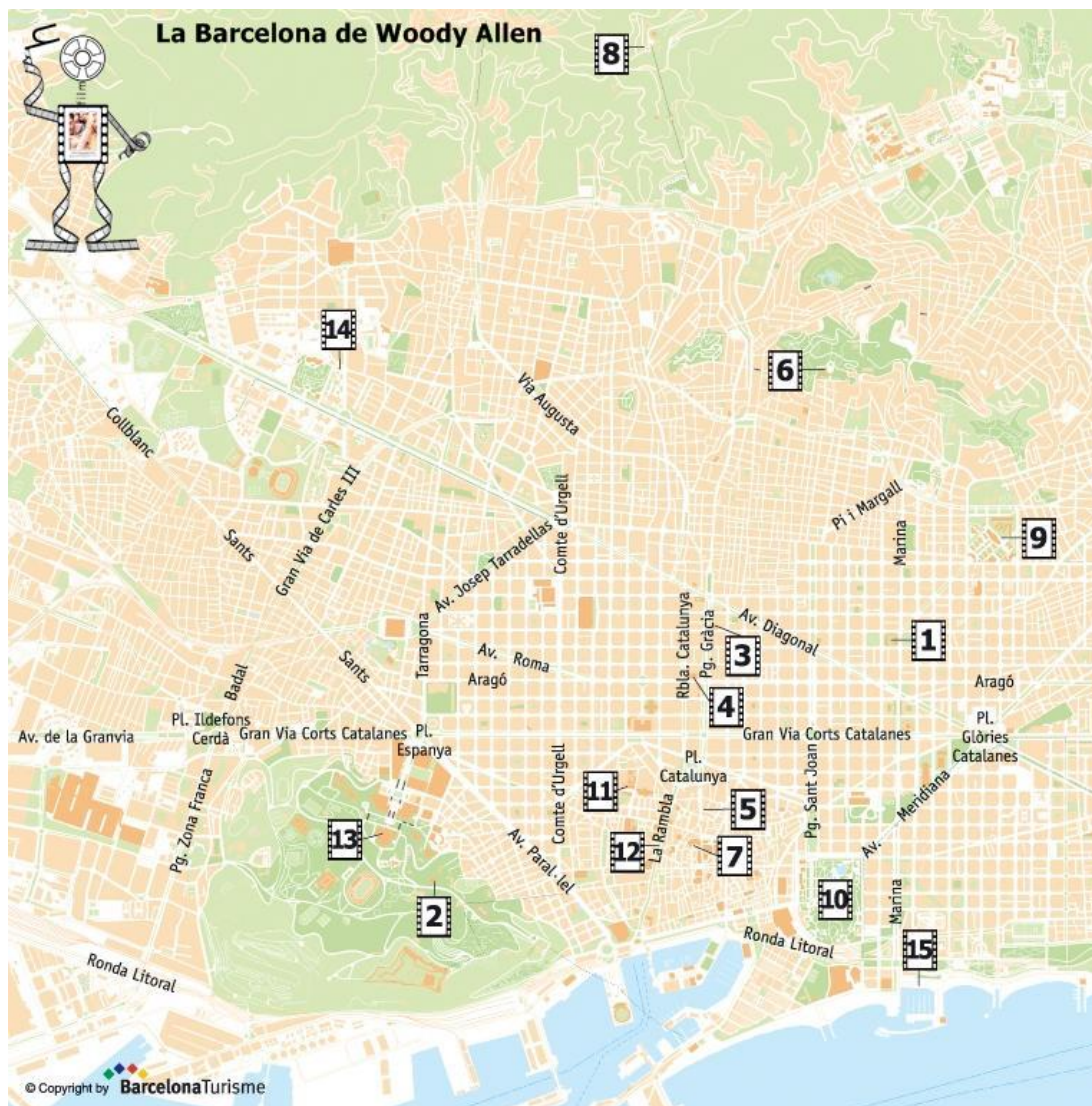 La Barcelona de Woody Allen
film
8
14
Via Augusta
6
Collblanc
Gran Via de Carles III
Pi i Margall
Marina
9
Sants
Comte d'Urgell
Av. Josep Tarradellas
Rbla. Catalunya
Pg. Gràcia
Av. Diagonal
1
3
Tarragona
Sants
Av. Roma
Aragó
Aragó
4
Badal
Pl. Ildefons
Cerdà
Av. de la Granvia
Gran Via Corts Catalanes
Pl.
Espanya
Gran Via Corts Catalanes
Pl.
Glòries
Catalanes
Pl.
Catalunya
11
5
Comte d'Urgell
La Rambla
Pg. Sant Joan
Av. Meridiana
Pg. Zona Franca
13
12
7
Av. Paral·lel
2
10
Marina
Ronda Litoral
15
Ronda Litoral
© Copyright by BarcelonaTurisme